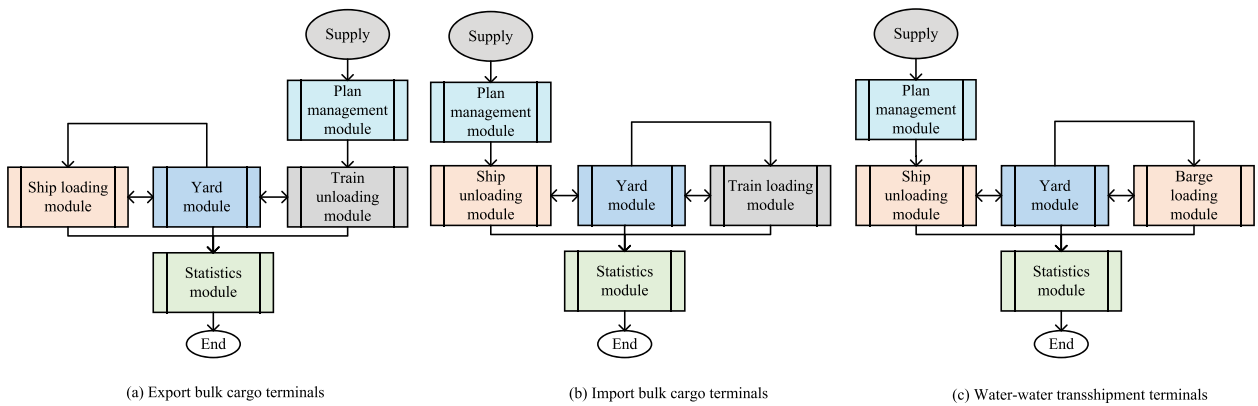 Supply
Plan
management
module
Ship loading
module
Yard
module
Train
unloading
module
Statistics
module
End
(a) Export bulk cargo terminals
Supply
Plan
management
module
Ship
unloading
module
Yard
module
Train loading
module
Statistics
module
End
(b) Import bulk cargo terminals
Supply
Plan
management
module
Ship
unloading
module
Yard
module
Barge
loading
module
Statistics
module
End
(c) Water-water transshipment terminals